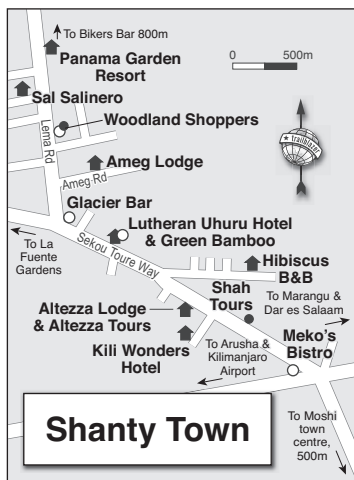 To Bikers Bar 800m
Panama Garden
Resort
0 500m
Sal Salinero
Woodland Shoppers
Lema Rd
trailblazer
Ameg Lodge
Ameg Rd
Glacier Bar
Lutheran Uhuru Hotel
& Green Bamboo
To La
Fuente
Gardens
Sekou Toure Way
Hibiscus
B&B
Shah
Tours
To Marangu &
Dar es Salaam
Altezza Lodge
& Altezza Tours
Meko's
Bistro
Kili Wonders
Hotel
To Arusha &
Kilimanjaro
Airport
Shanty Town
To Moshi
town
centre,
500m